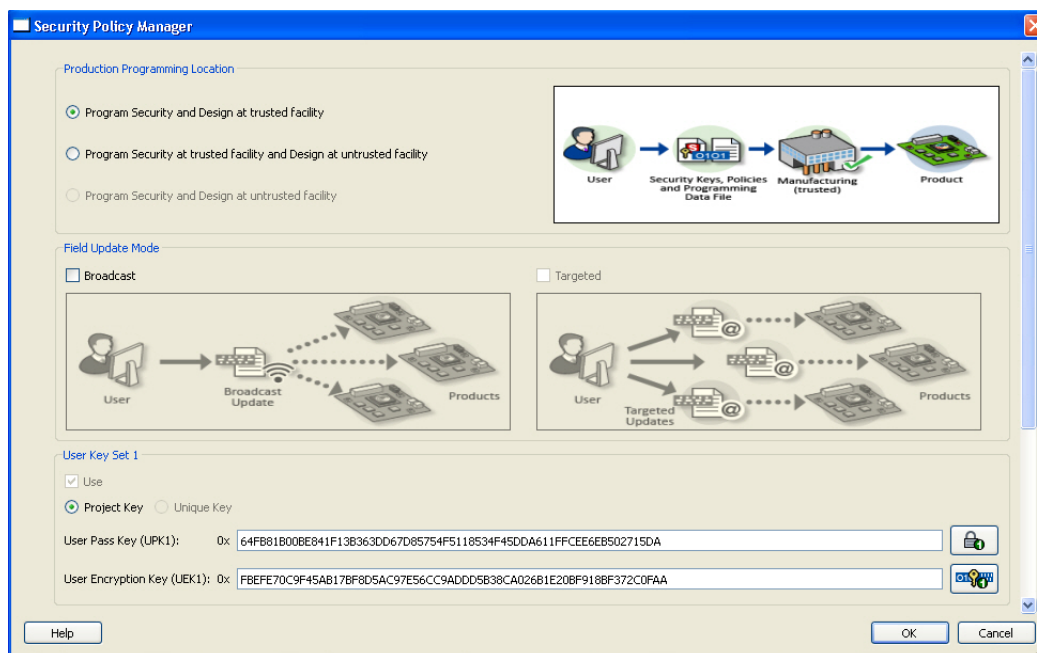 Security Policy Manager
Production Programming Location
Program Security and Design at trusted facility
Program Security at trusted facility and Design at untrusted facility
Program Security and Design at untrusted facility
User
Security Keys, Policies
and Programming
Data File
Manufacturing
(trusted)
Product
0101
Field Update Mode
Broadcast
Targeted
User
Broadcast
Update
Products
User
Targeted
Updates
Products
@
@
@
User Key Set 1
Use
Project Key
Unique Key
User Pass Key (UPK1): 0x 64FB81B00BE841F13B363DD67D85754F5118534F45DDA611FFCEE6EB502715DA
User Encryption Key (UEK1): 0x FBEFE70C9F45AB17BF8D5AC97E56CC9ADDD5B38CA026B1E20BF918BF372C0FAA
Help
OK
Cancel